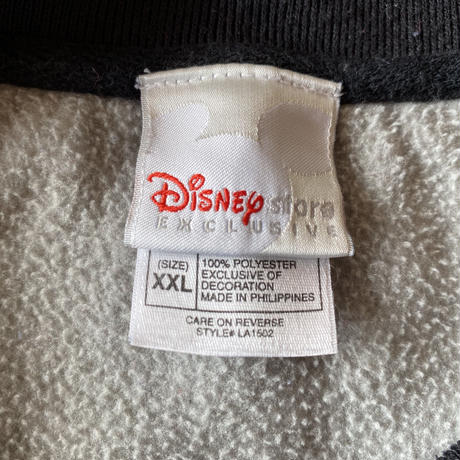 Disney store
EXCLUSIVE
(SIZE)
XXL
100% POLYESTER
EXCLUSIVE OF
DECORATION
MADE IN PHILIPPINES
CARE ON REVERSE
STYLE# LA1502